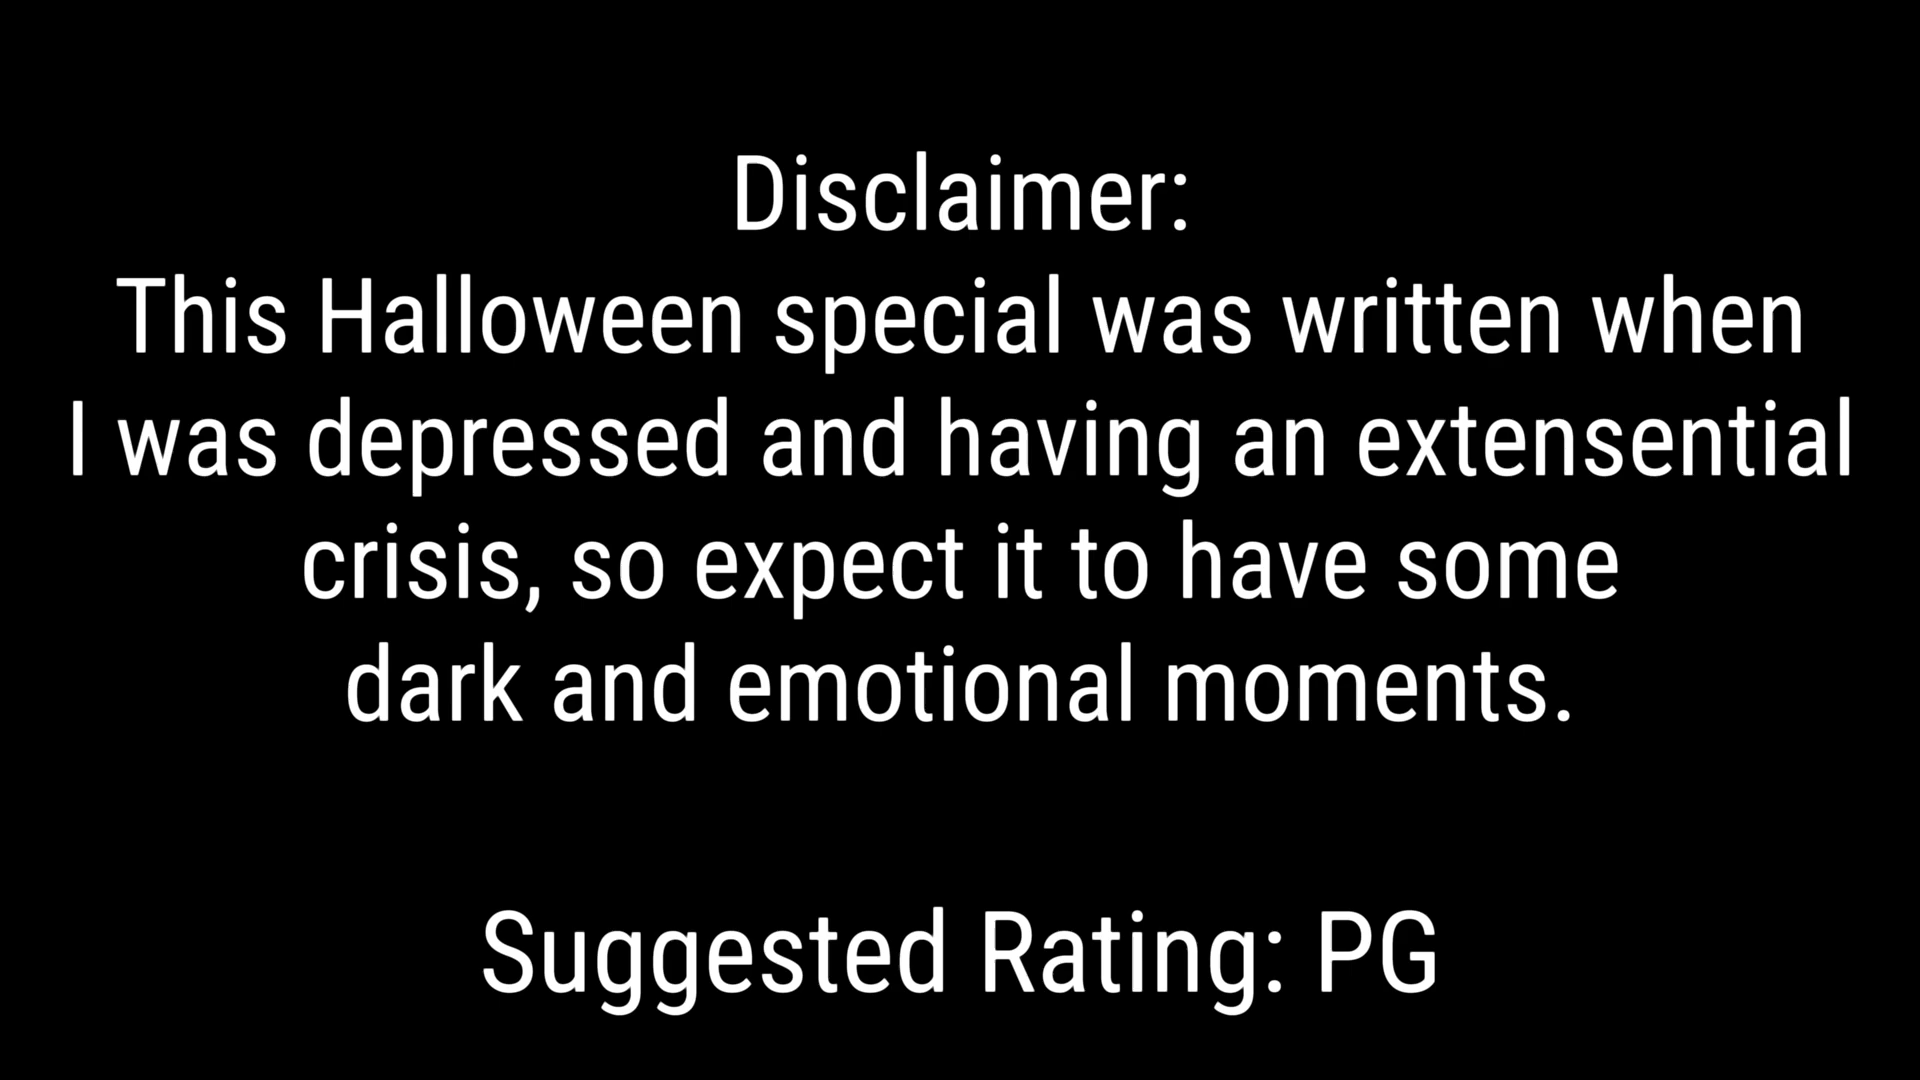 Disclaimer:
This Halloween special was written when
I was depressed and having an extensential
crisis, so expect it to have some
dark and emotional moments.
Suggested Rating: PG